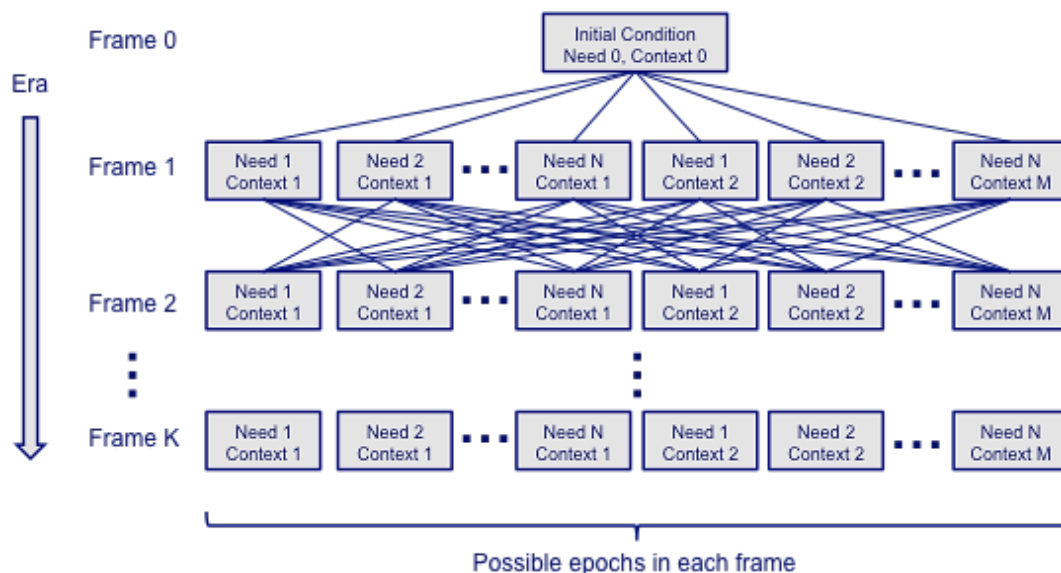 Frame 0
Initial Condition
Need 0, Context 0
Era
Frame 1
Need 1
Context 1
Need 2
Context 1
Need N
Context 1
Need 1
Context 2
Need 2
Context 2
Need N
Context M
Frame 2
Need 1
Context 1
Need 2
Context 1
Need N
Context 1
Need 1
Context 2
Need 2
Context 2
Need N
Context M
Frame K
Need 1
Context 1
Need 2
Context 1
Need N
Context 1
Need 1
Context 2
Need 2
Context 2
Need N
Context M
Possible epochs in each frame